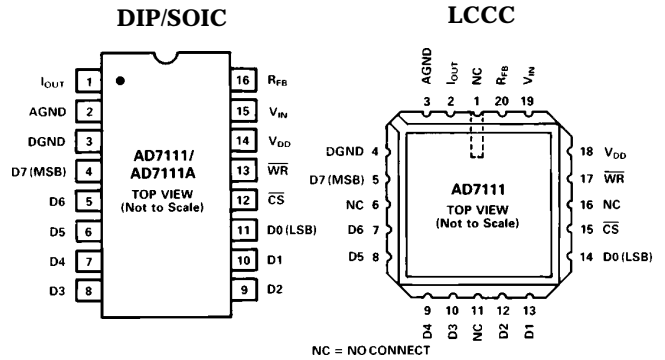 DIP/SOIC
I_OUT 1
AGND 2
DGND 3
D7 (MSB) 4
D6 5
D5 6
D4 7
D3 8
16 R_FB
15 V_IN
14 V_DD
13 W̅R̅
12 C̅S̅
11 D0 (LSB)
10 D1
9 D2
AD7111/
AD7111A
TOP VIEW
(Not to Scale)
LCCC
AGND I_OUT NC R_FB V_IN
3 2 1 20 19
DGND 4
D7 (MSB) 5
NC 6
D6 7
D5 8
18 V_DD
17 W̅R̅
16 NC
15 C̅S̅
14 D0 (LSB)
AD7111
TOP VIEW
(Not to Scale)
9 10 11 12 13
D4 D3 NC D2 D1
NC = NO CONNECT